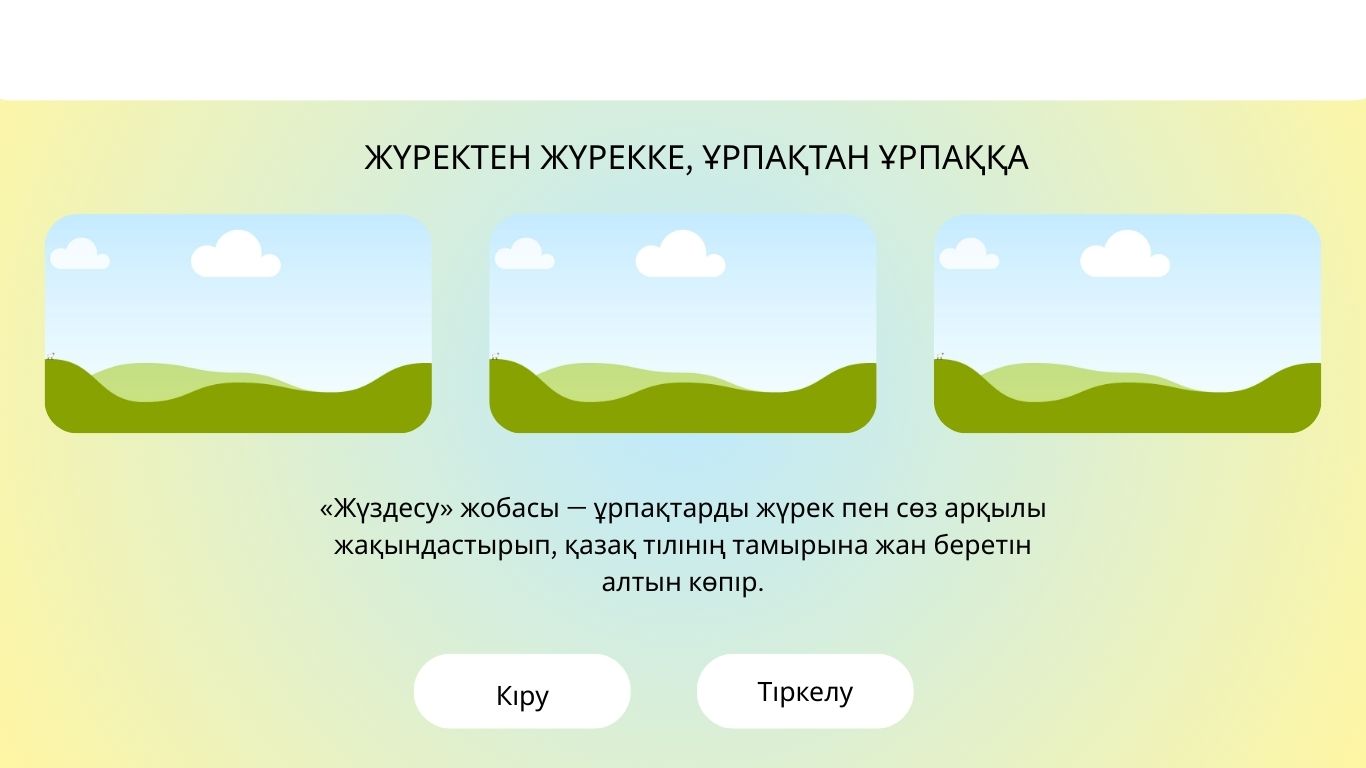 ЖҮРЕКТЕН ЖҮРЕККЕ, ҰРПАҚТАН ҰРПАҚҚА
«Жүздесу» жобасы — ұрпақтарды жүрек пен сөз арқылы
жақындастырып, қазақ тілінің тамырына жан беретін
алтын көпір.
Кіру
Тіркелу